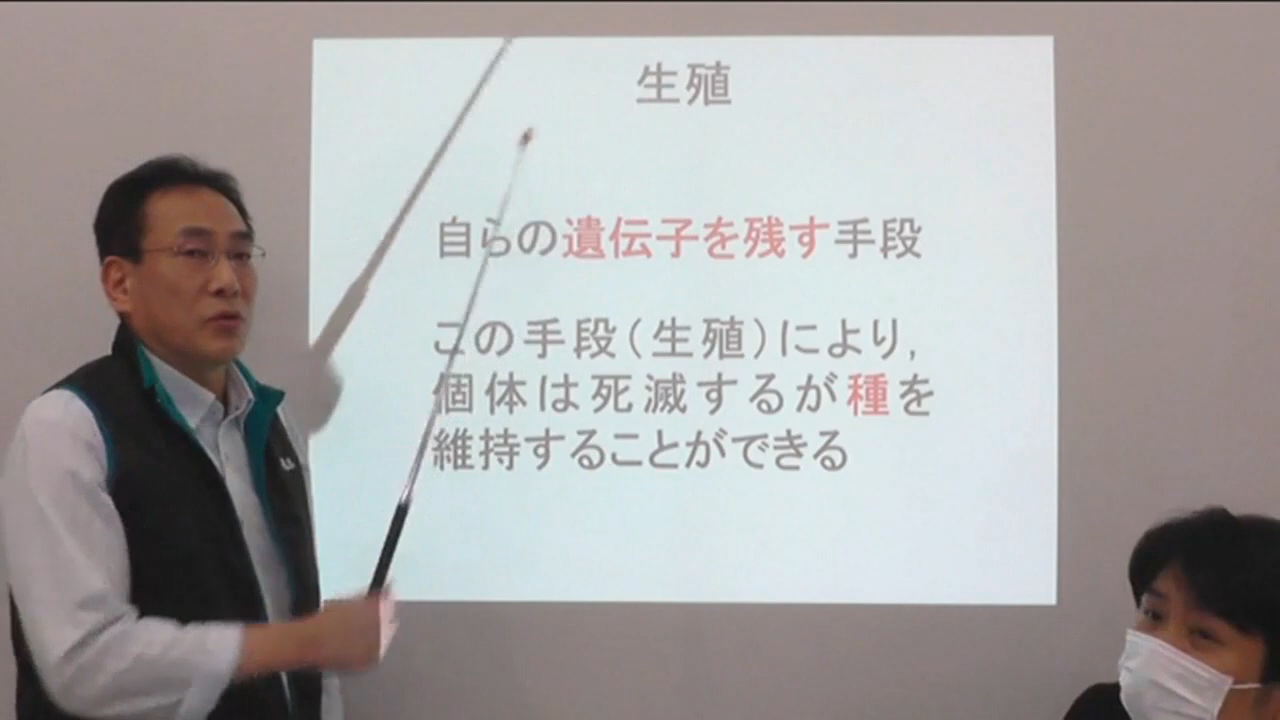 生殖
自らの遺伝子を残す手段
この手段（生殖）により，
個体は死滅するが種を
維持することができる